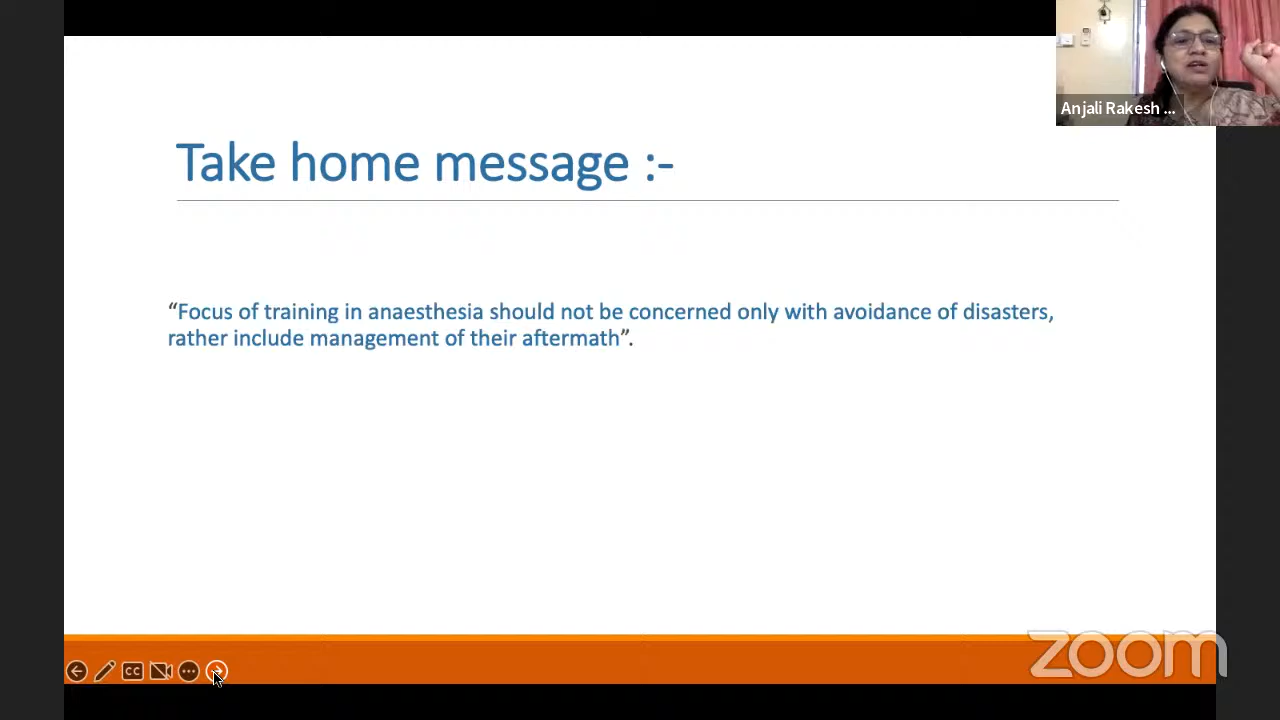 Anjali Rakesh ...
Take home message :-
“Focus of training in anaesthesia should not be concerned only with avoidance of disasters,
rather include management of their aftermath”.
CC
zoom